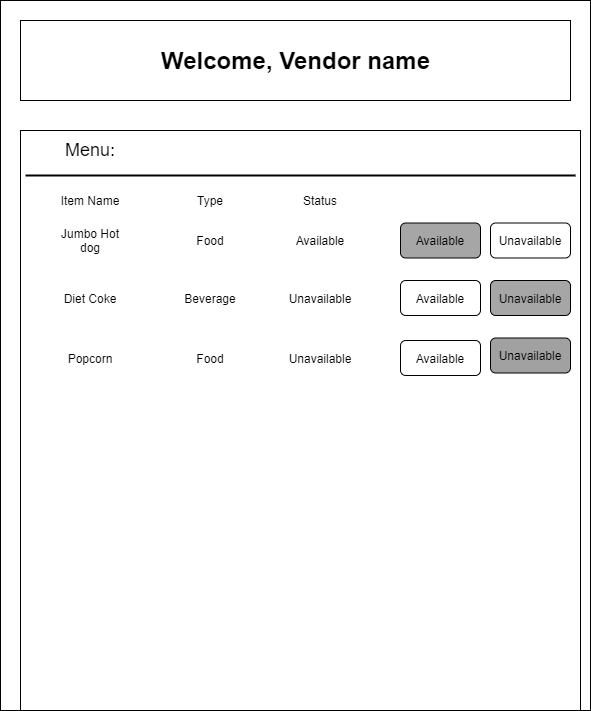 Welcome, Vendor name
Menu:
Item Name Type Status
Jumbo Hot
dog Food Available Available Unavailable
Diet Coke Beverage Unavailable Available Unavailable
Popcorn Food Unavailable Available Unavailable